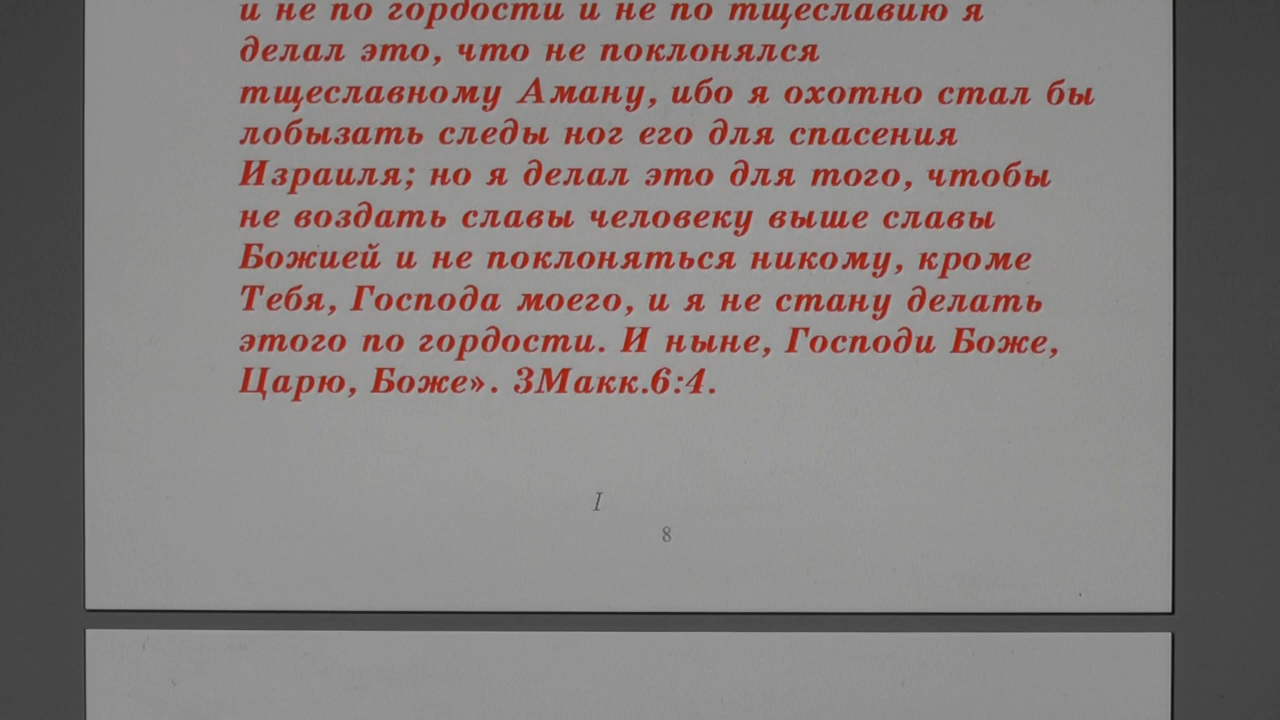 и не по гордости и не по тщеславию я
делал это, что не поклонялся
тщеславному Аману, ибо я охотно стал бы
лобызать следы ног его для спасения
Израиля; но я делал это для того, чтобы
не воздать славы человеку выше славы
Божией и не поклоняться никому, кроме
Тебя, Господа моего, и я не стану делать
этого по гордости. И ныне, Господи Боже,
Царю, Боже». 3Макк.6:4.
I
8